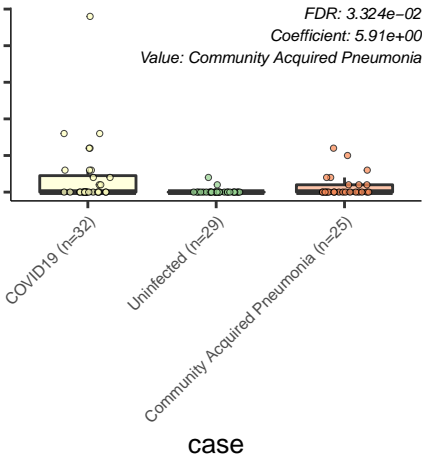 FDR: 3.324e−02
Coefficient: 5.91e+00
Value: Community Acquired Pneumonia
COVID19 (n=32)
Uninfected (n=29)
Community Acquired Pneumonia (n=25)
case